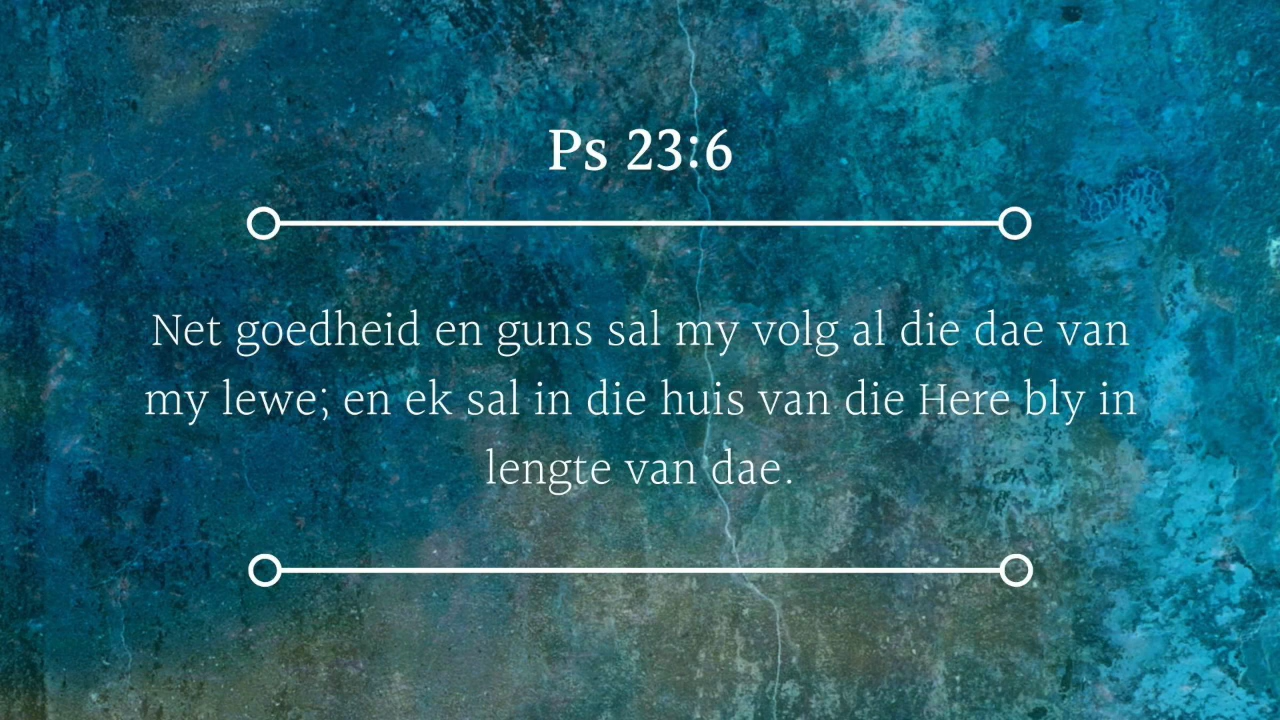 Ps 23:6
Net goedheid en guns sal my volg al die dae van
my lewe; en ek sal in die huis van die Here bly in
lengte van dae.